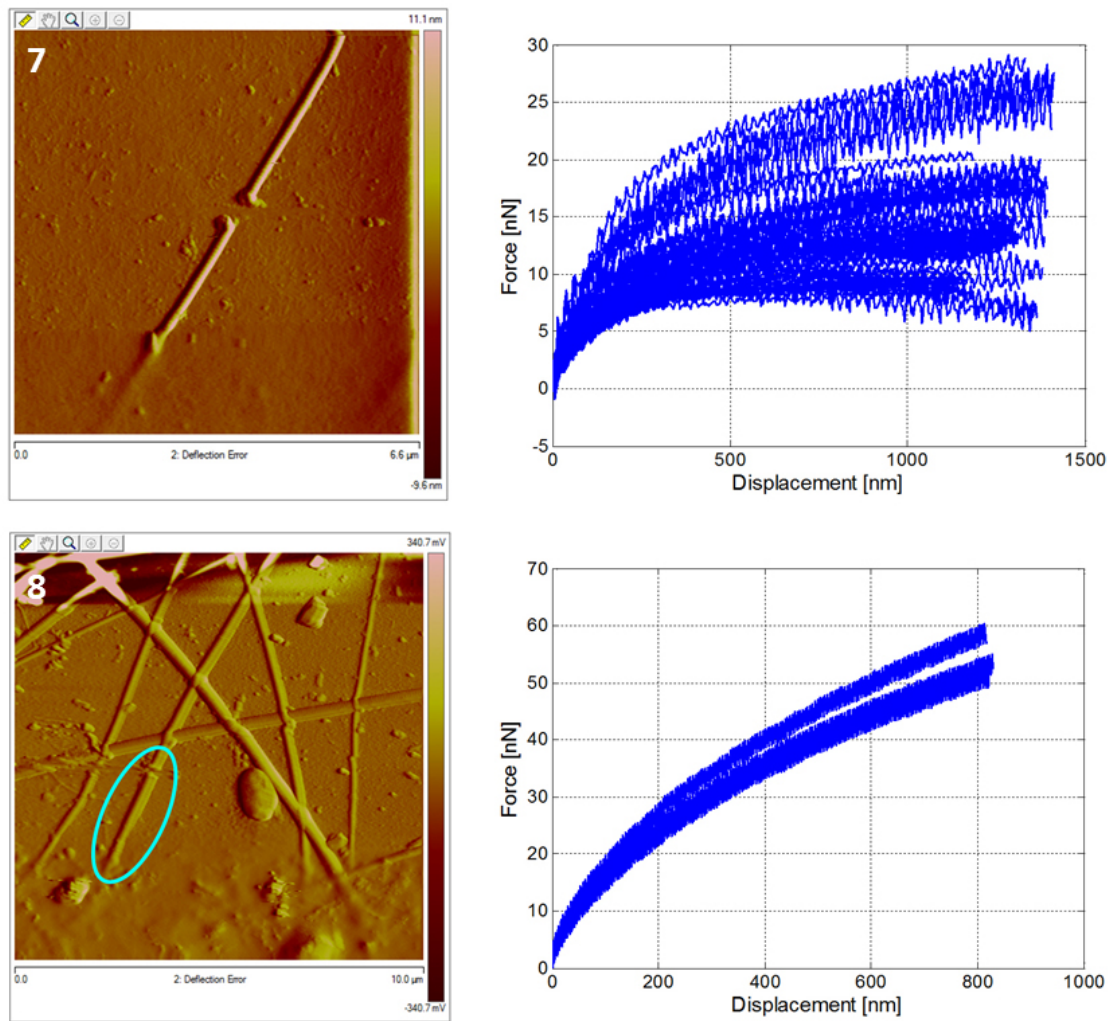 11.1 nm
7
0.0 2: Deflection Error 6.6 µm
-9.6 nm
30
25
20
15
10
5
0
-5
Force [nN]
0 500 1000 1500
Displacement [nm]
340.7 mV
8
0.0 2: Deflection Error 10.0 µm
-340.7 mV
70
60
50
40
30
20
10
0
Force [nN]
0 200 400 600 800 1000
Displacement [nm]